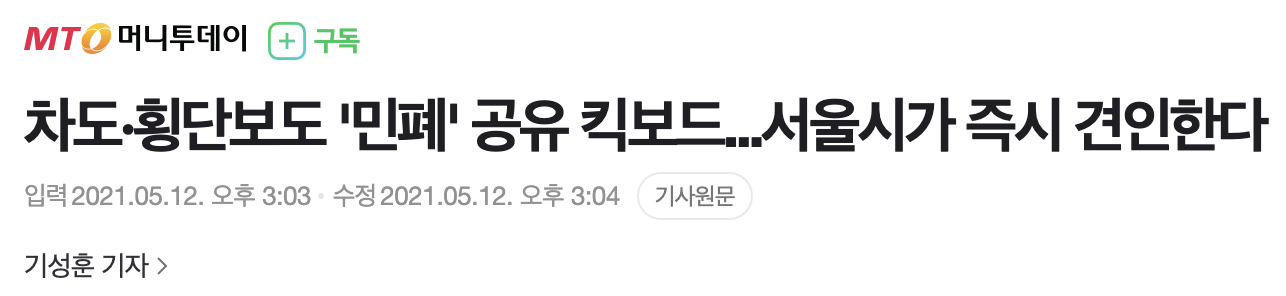 MTO 머니투데이 + 구독
차도·횡단보도 '민폐' 공유 킥보드...서울시가 즉시 견인한다
입력 2021.05.12. 오후 3:03 · 수정 2021.05.12. 오후 3:04 기사원문
기성훈 기자 >